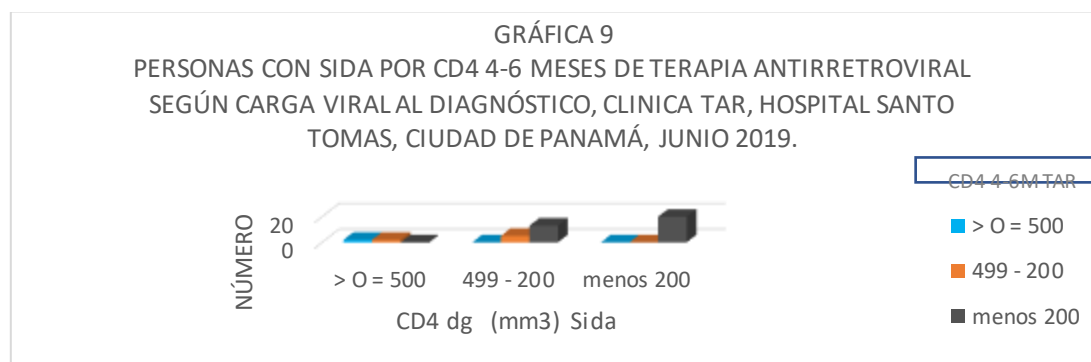 GRÁFICA 9
PERSONAS CON SIDA POR CD4 4-6 MESES DE TERAPIA ANTIRRETROVIRAL
SEGÚN CARGA VIRAL AL DIAGNÓSTICO, CLINICA TAR, HOSPITAL SANTO
TOMAS, CIUDAD DE PANAMÁ, JUNIO 2019.
NÚMERO
20
0
> O = 500 499 - 200 menos 200
CD4 dg (mm3) Sida
CD4 4-6M TAR
> O = 500
499 - 200
menos 200